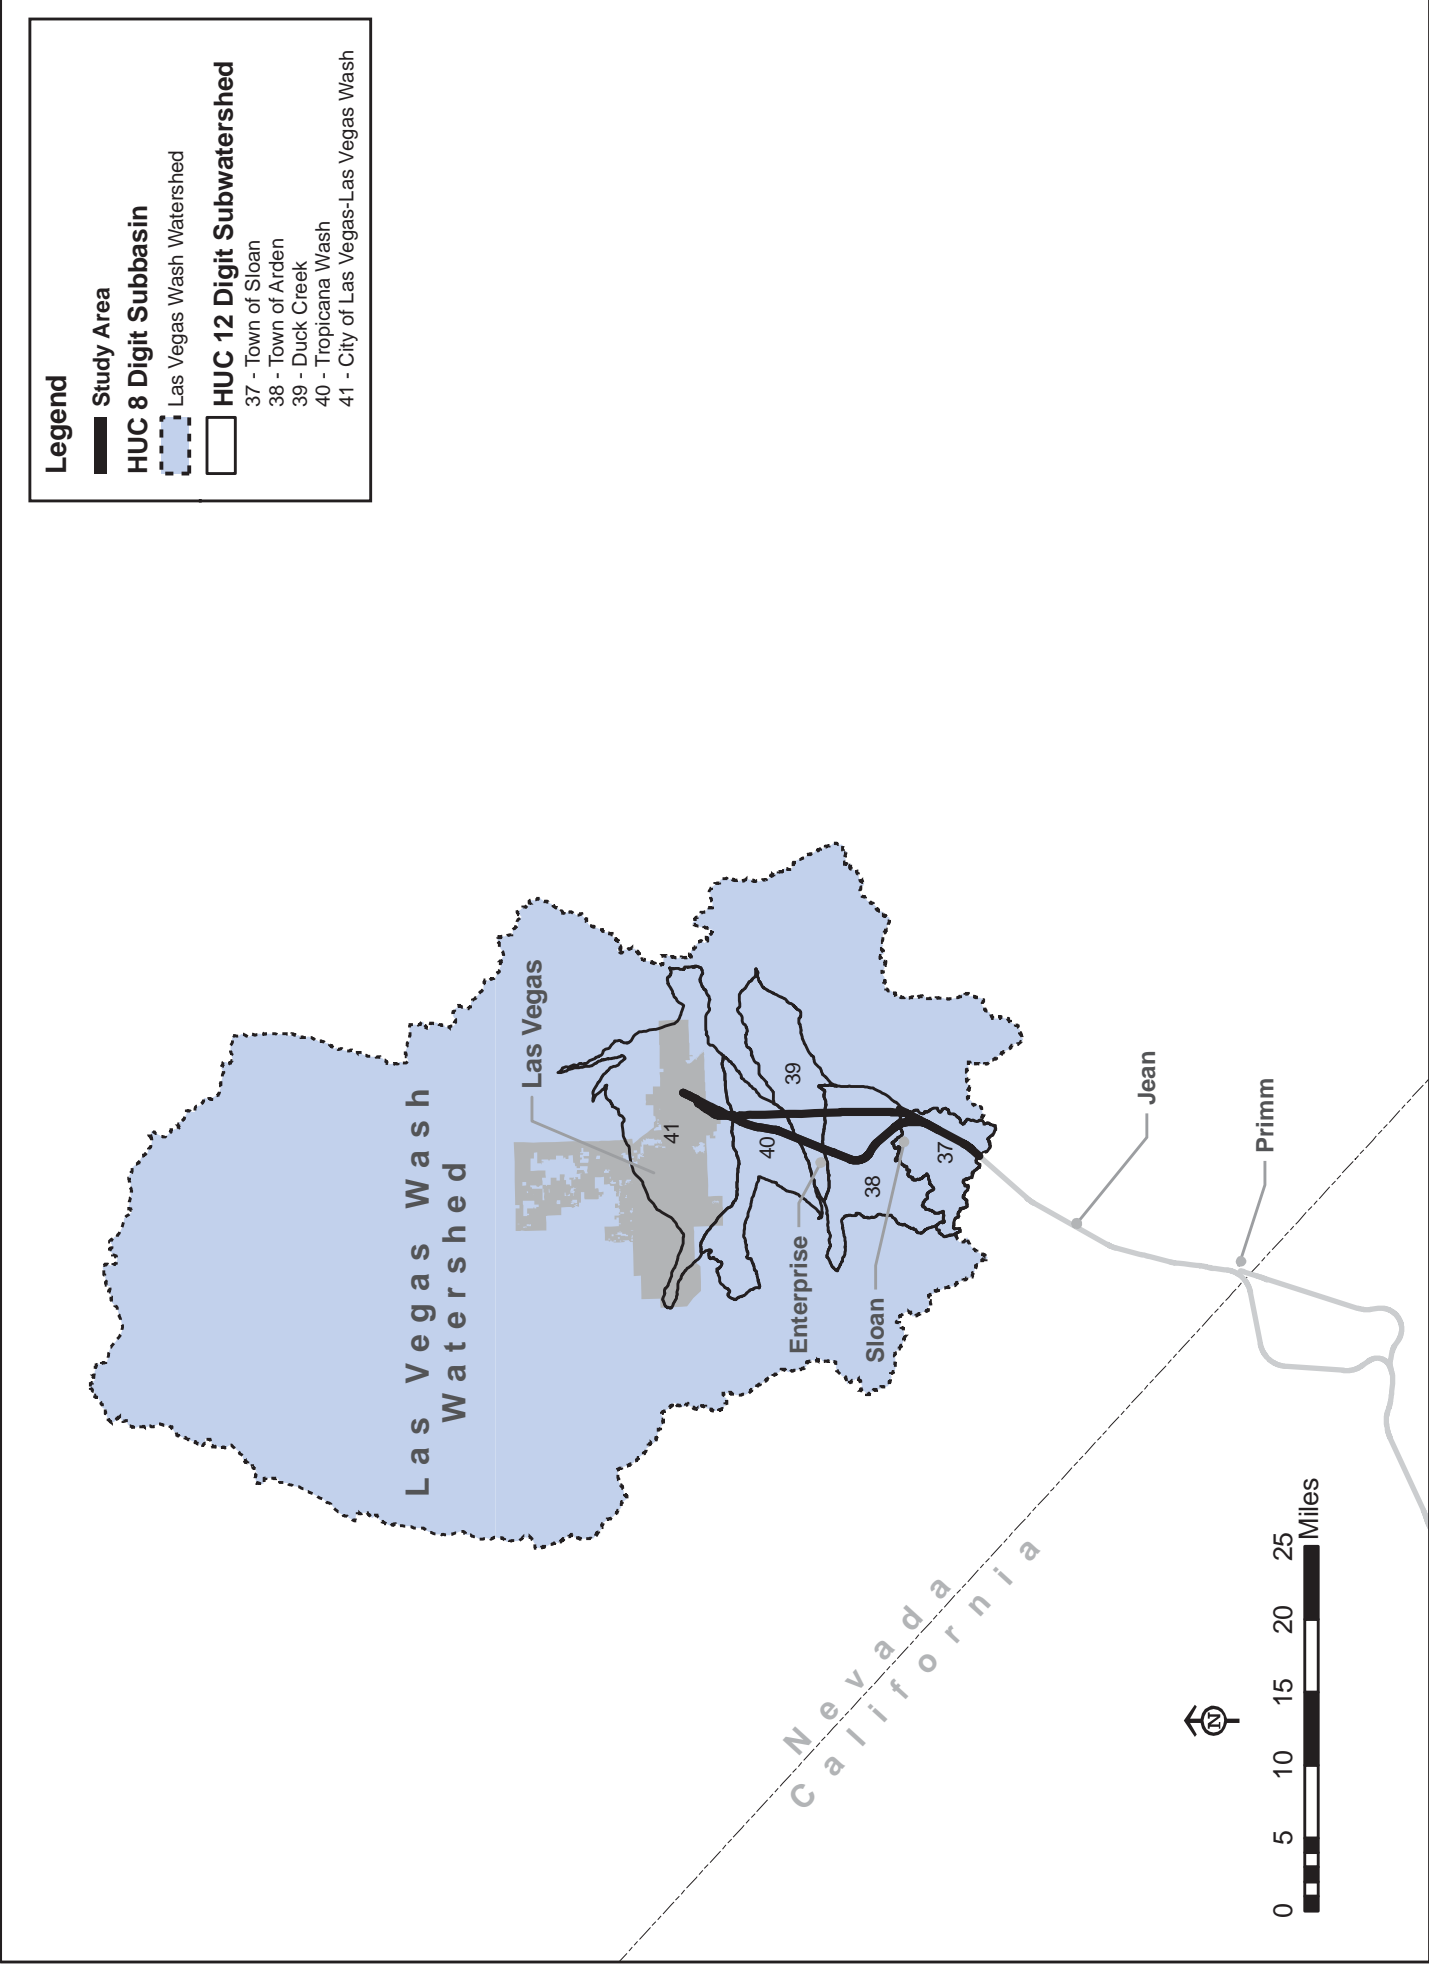 Legend
Study Area
HUC 8 Digit Subbasin
Las Vegas Wash Watershed
HUC 12 Digit Subwatershed
37 - Town of Sloan
38 - Town of Arden
39 - Duck Creek
40 - Tropicana Wash
41 - City of Las Vegas-Las Vegas Wash
Las Vegas Wash
Watershed
Las Vegas
41
40
39
38
37
Enterprise
Sloan
Jean
Primm
Nevada
California
N
0 5 10 15 20 25
Miles